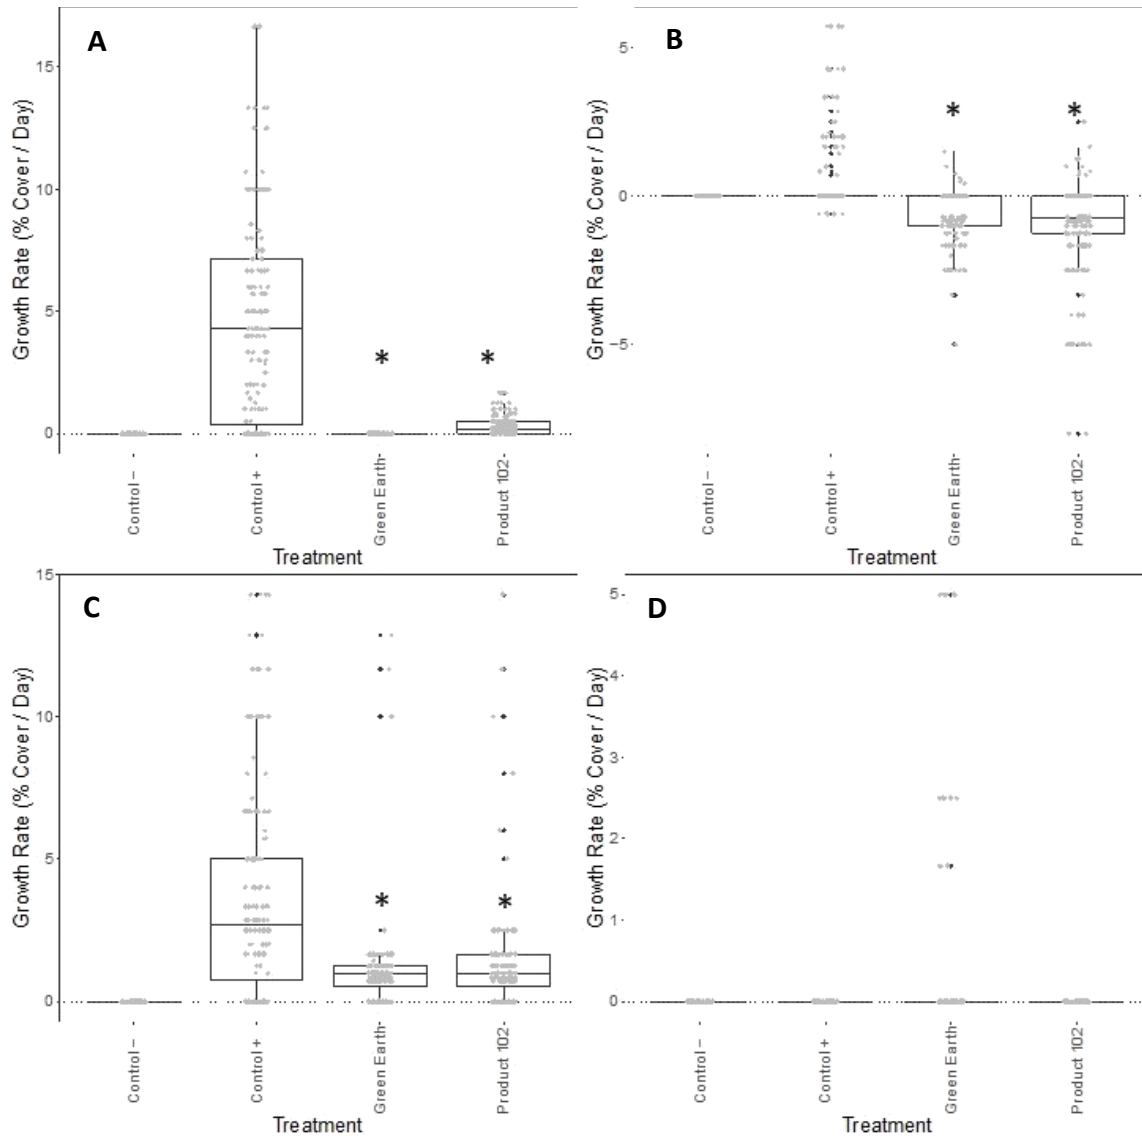 A
Growth Rate (% Cover / Day)
15
10
5
0
*
*
Control –
Control +
Green Earth
Product 102
Treatment
B
Growth Rate (% Cover / Day)
5
0
−5
*
*
Control –
Control +
Green Earth
Product 102
Treatment
C
Growth Rate (% Cover / Day)
15
10
5
0
*
*
Control –
Control +
Green Earth
Product 102
Treatment
D
Growth Rate (% Cover / Day)
5
4
3
2
1
0
Control –
Control +
Green Earth
Product 102
Treatment